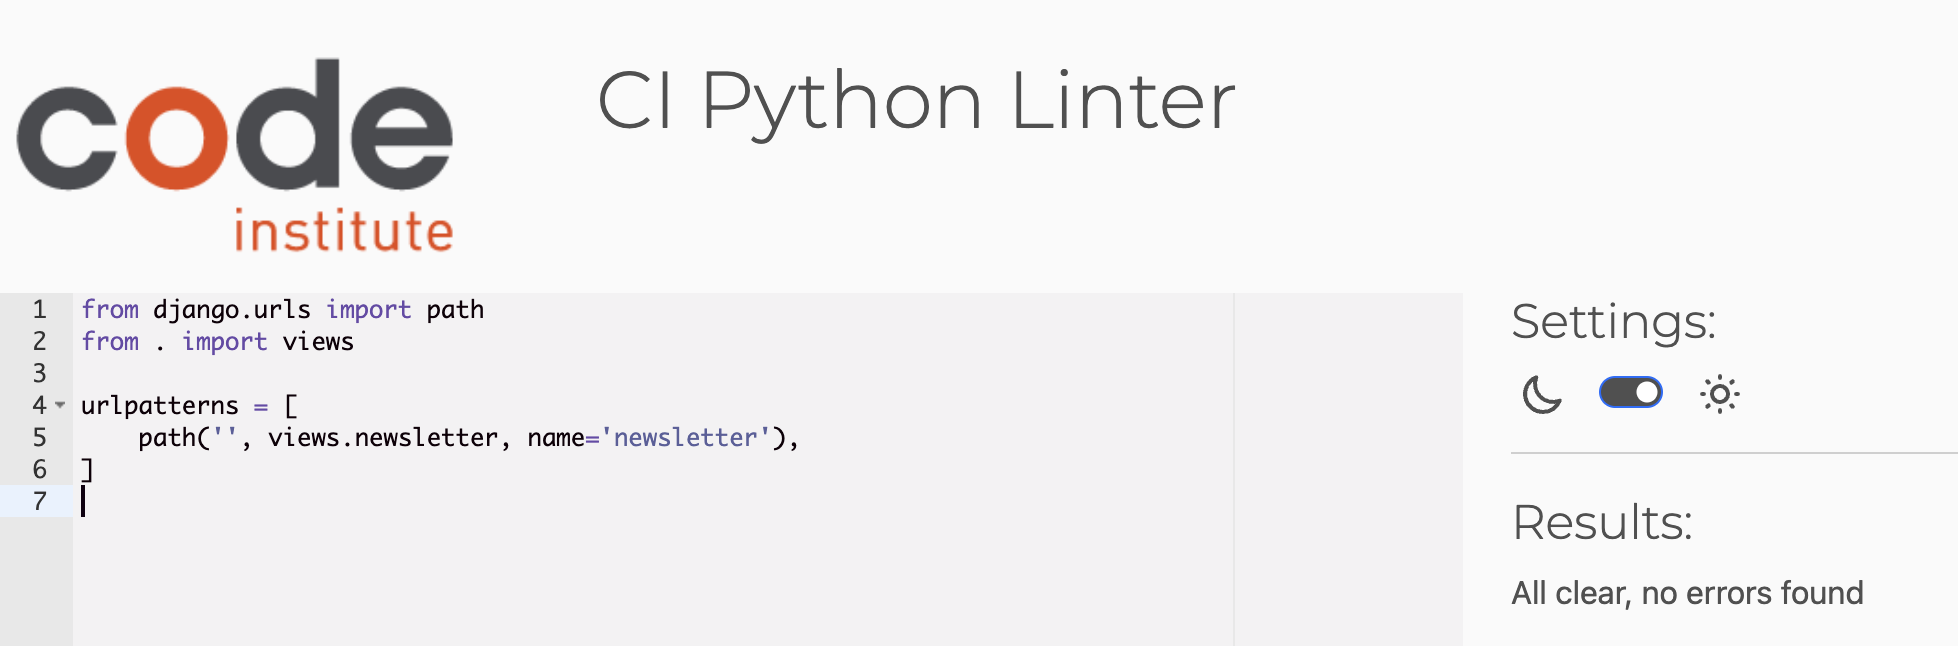 code
institute
CI Python Linter
1 from django.urls import path
2 from . import views
3
4 urlpatterns = [
5     path('', views.newsletter, name='newsletter'),
6 ]
7
Settings:
Results:
All clear, no errors found